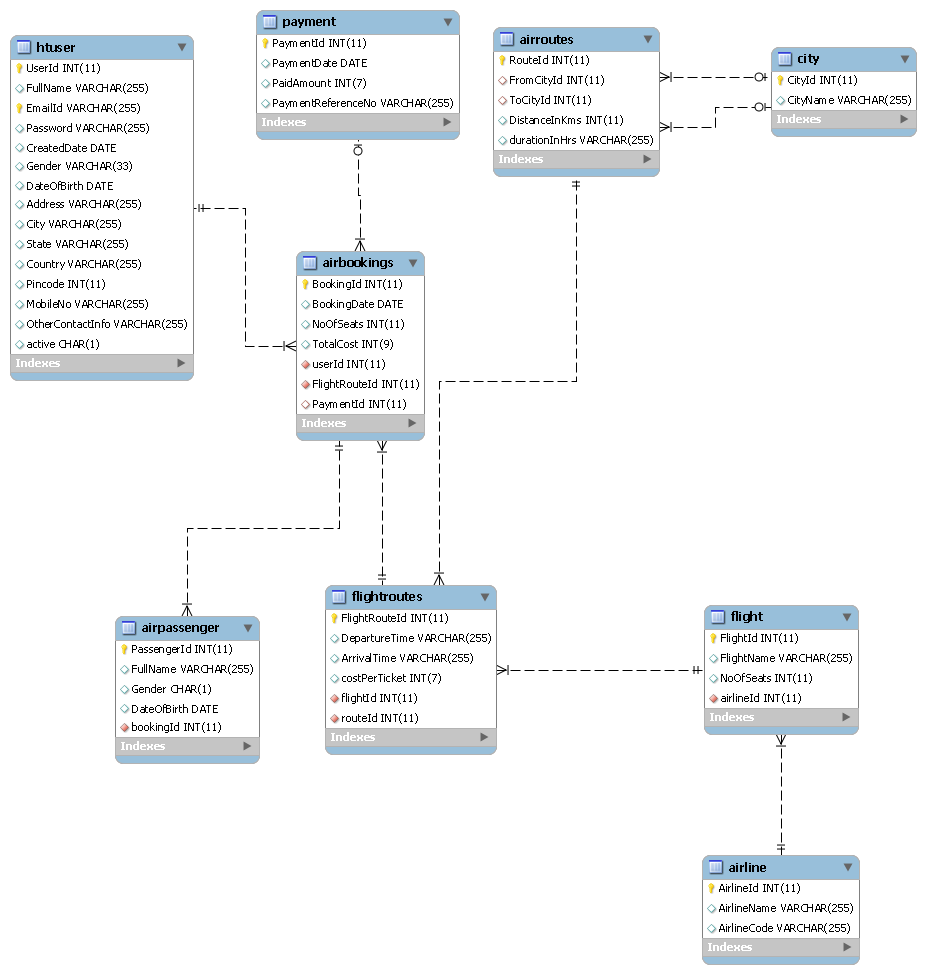 htuser
UserId INT(11)
FullName VARCHAR(255)
EmailId VARCHAR(255)
Password VARCHAR(255)
CreatedDate DATE
Gender VARCHAR(33)
DateOfBirth DATE
Address VARCHAR(255)
City VARCHAR(255)
State VARCHAR(255)
Country VARCHAR(255)
Pincode INT(11)
MobileNo VARCHAR(255)
OtherContactInfo VARCHAR(255)
active CHAR(1)
Indexes
payment
PaymentId INT(11)
PaymentDate DATE
PaidAmount INT(7)
PaymentReferenceNo VARCHAR(255)
Indexes
airroutes
RouteId INT(11)
FromCityId INT(11)
ToCityId INT(11)
DistanceInKms INT(11)
durationInHrs VARCHAR(255)
Indexes
city
CityId INT(11)
CityName VARCHAR(255)
Indexes
airbookings
BookingId INT(11)
BookingDate DATE
NoOfSeats INT(11)
TotalCost INT(9)
userId INT(11)
FlightRouteId INT(11)
PaymentId INT(11)
Indexes
airpassenger
PassengerId INT(11)
FullName VARCHAR(255)
Gender CHAR(1)
DateOfBirth DATE
bookingId INT(11)
Indexes
flightroutes
FlightRouteId INT(11)
DepartureTime VARCHAR(255)
ArrivalTime VARCHAR(255)
costPerTicket INT(7)
flightId INT(11)
routeId INT(11)
Indexes
flight
FlightId INT(11)
FlightName VARCHAR(255)
NoOfSeats INT(11)
airlineId INT(11)
Indexes
airline
AirlineId INT(11)
AirlineName VARCHAR(255)
AirlineCode VARCHAR(255)
Indexes